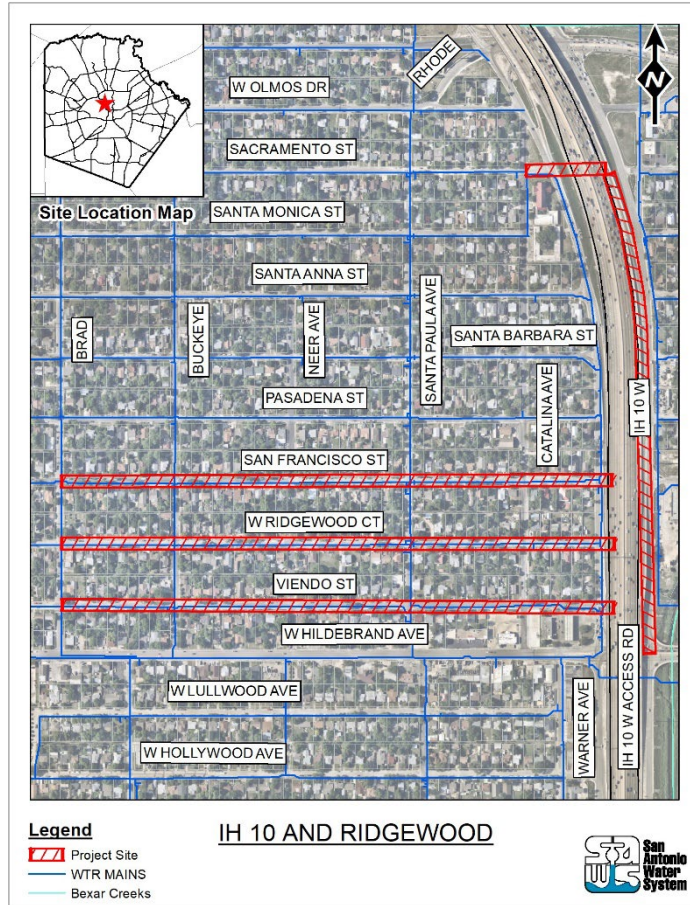 W OLMOS DR
RHODE
N
SACRAMENTO ST
Site Location Map
SANTA MONICA ST
SANTA ANNA ST
BRAD
BUCKEYE
NEER AVE
SANTA PAULA AVE
SANTA BARBARA ST
PASADENA ST
CATALINA AVE
IH 10 W
SAN FRANCISCO ST
W RIDGEWOOD CT
VIENDO ST
W HILDEBRAND AVE
W LULLWOOD AVE
WARNER AVE
IH 10 W ACCESS RD
W HOLLYWOOD AVE
Legend
Project Site
WTR MAINS
Bexar Creeks
IH 10 AND RIDGEWOOD
SAWS
San
Antonio
Water
System